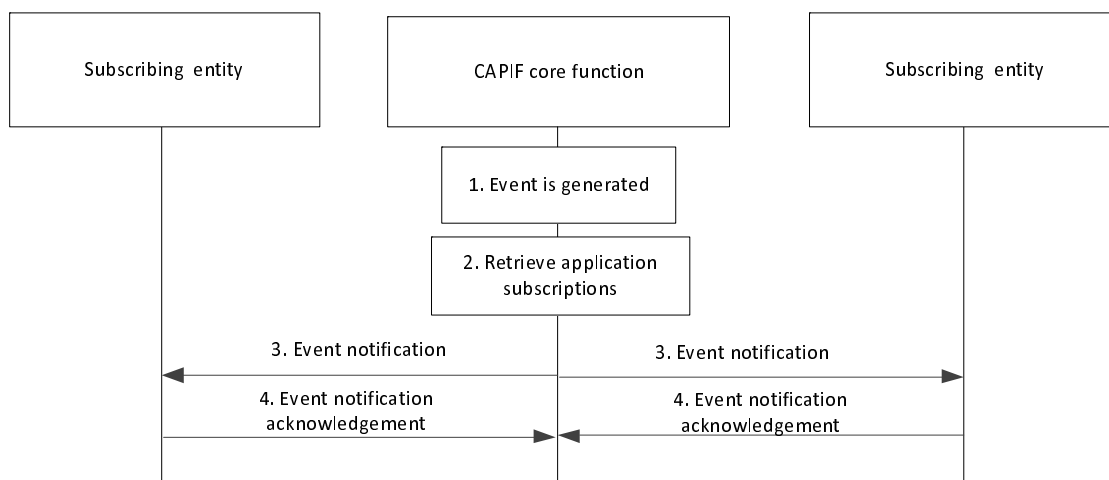 Subscribing entity
CAPIF core function
Subscribing entity
1. Event is generated
2. Retrieve application
subscriptions
3. Event notification
3. Event notification
4. Event notification
acknowledgement
4. Event notification
acknowledgement